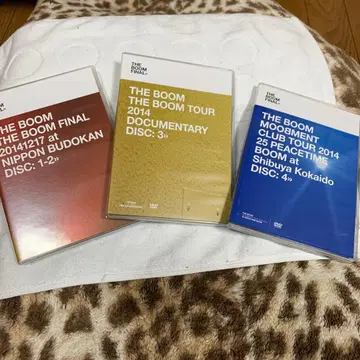 THE
BOOM
FINAL»
THE BOOM
THE BOOM FINAL
20141217 at
NIPPON BUDOKAN
DISC: 1-2»
THE
BOOM
FINAL»
THE BOOM
THE BOOM TOUR
2014
DOCUMENTARY
DISC: 3»
THE
BOOM
FINAL»
THE BOOM
MOOBMENT
CLUB TOUR 2014
25 PEACETIME
BOOM at
Shibuya Kokaido
DISC: 4»